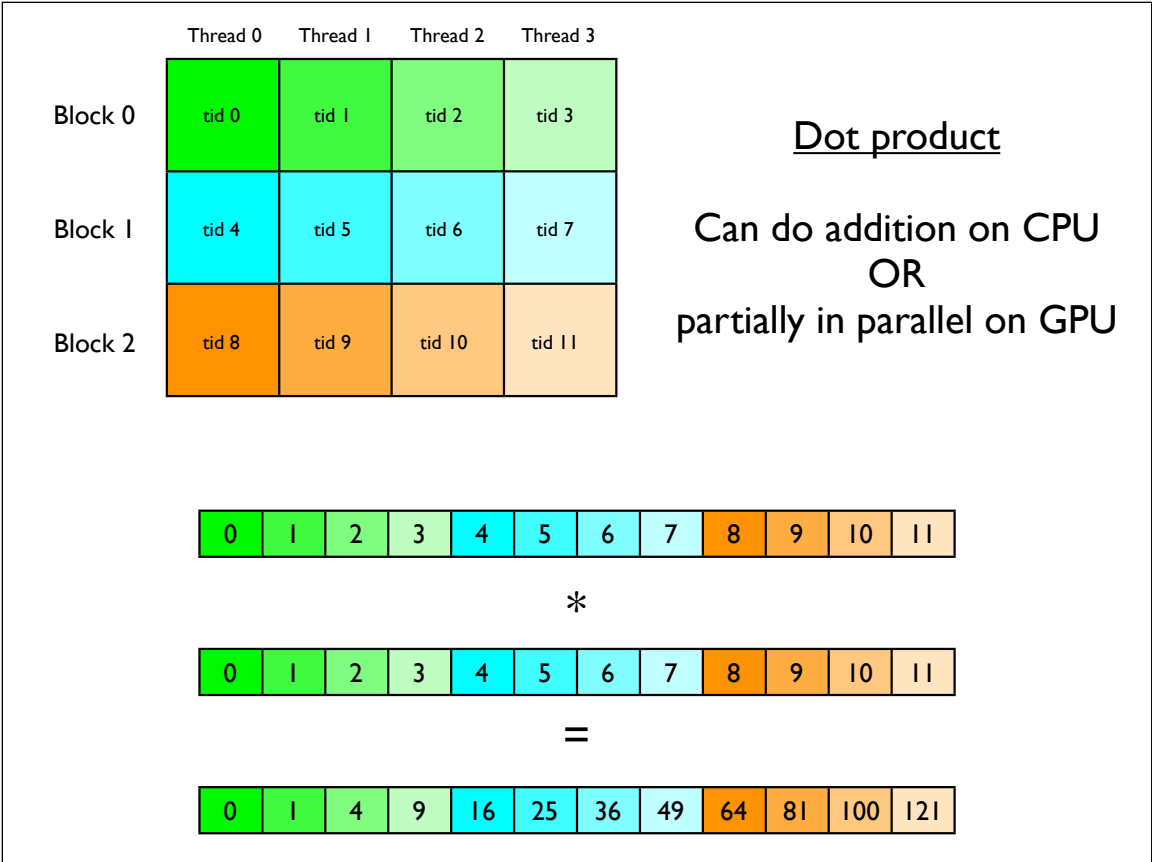 Thread 0 Thread 1 Thread 2 Thread 3
Block 0 tid 0 tid 1 tid 2 tid 3
Block 1 tid 4 tid 5 tid 6 tid 7
Block 2 tid 8 tid 9 tid 10 tid 11
Dot product
Can do addition on CPU
OR
partially in parallel on GPU
0 1 2 3 4 5 6 7 8 9 10 11
*
0 1 2 3 4 5 6 7 8 9 10 11
=
0 1 4 9 16 25 36 49 64 81 100 121